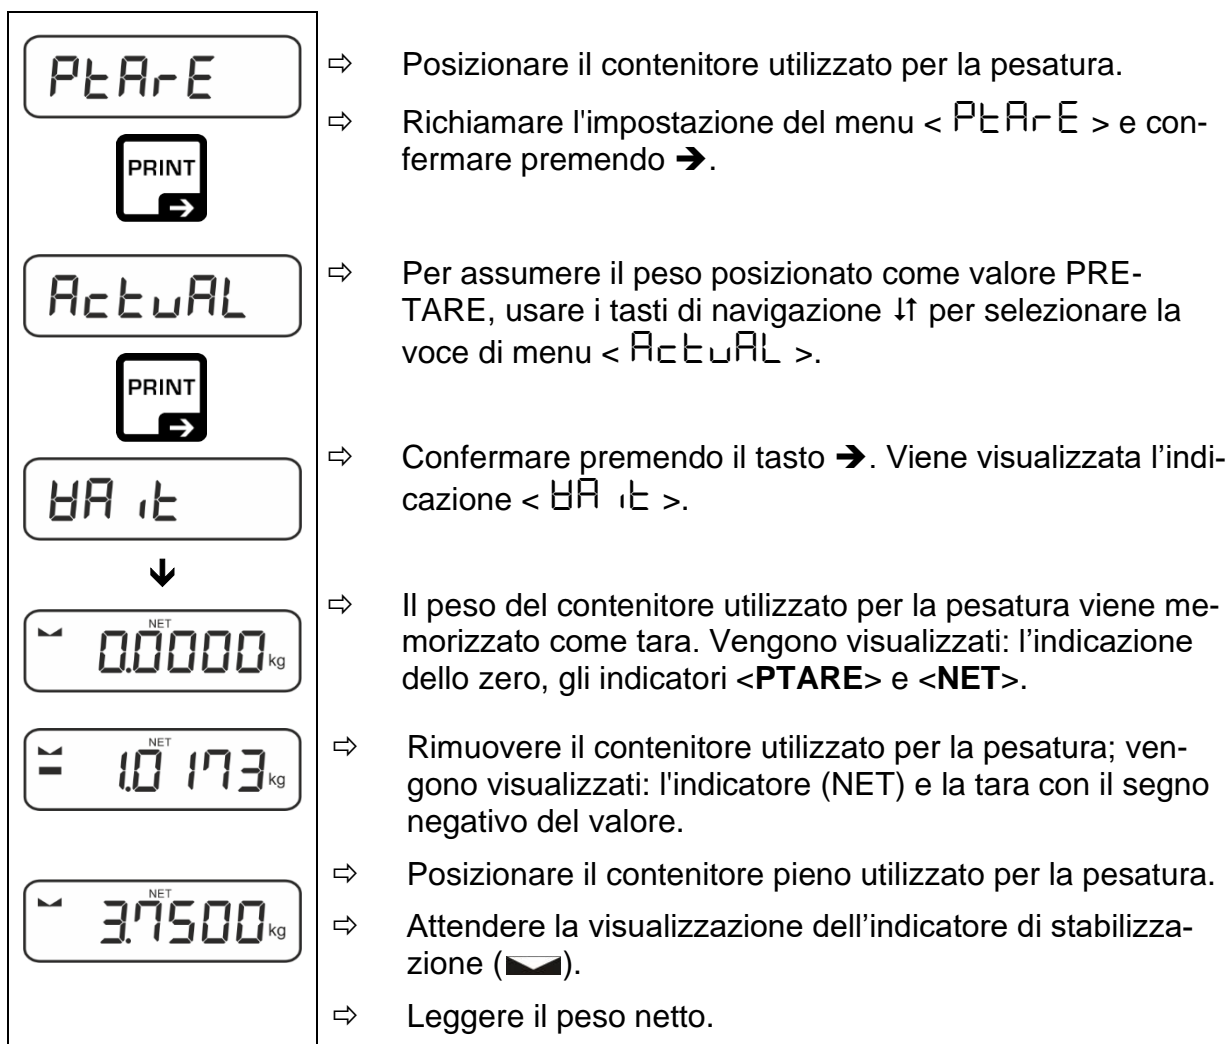 PtArE
⇨ Posizionare il contenitore utilizzato per la pesatura.
⇨ Richiamare l'impostazione del menu < PtArE > e con-
PRINT
fermare premendo ➔.
ActuAL
⇨ Per assumere il peso posizionato come valore PRE-
TARE, usare i tasti di navigazione ↓↑ per selezionare la
voce di menu < ActuAL >.
PRINT
⇨ Confermare premendo il tasto ➔. Viene visualizzata l’indi-
WAit
cazione < WAit >.
⇨ Il peso del contenitore utilizzato per la pesatura viene me-
NET
0.0000 kg
morizzato come tara. Vengono visualizzati: l’indicazione
dello zero, gli indicatori <PTARE> e <NET>.
NET
1.0173 kg
⇨ Rimuovere il contenitore utilizzato per la pesatura; ven-
gono visualizzati: l'indicatore (NET) e la tara con il segno
negativo del valore.
⇨ Posizionare il contenitore pieno utilizzato per la pesatura.
NET
3.7500 kg
⇨ Attendere la visualizzazione dell’indicatore di stabilizza-
zione ( ).
⇨ Leggere il peso netto.